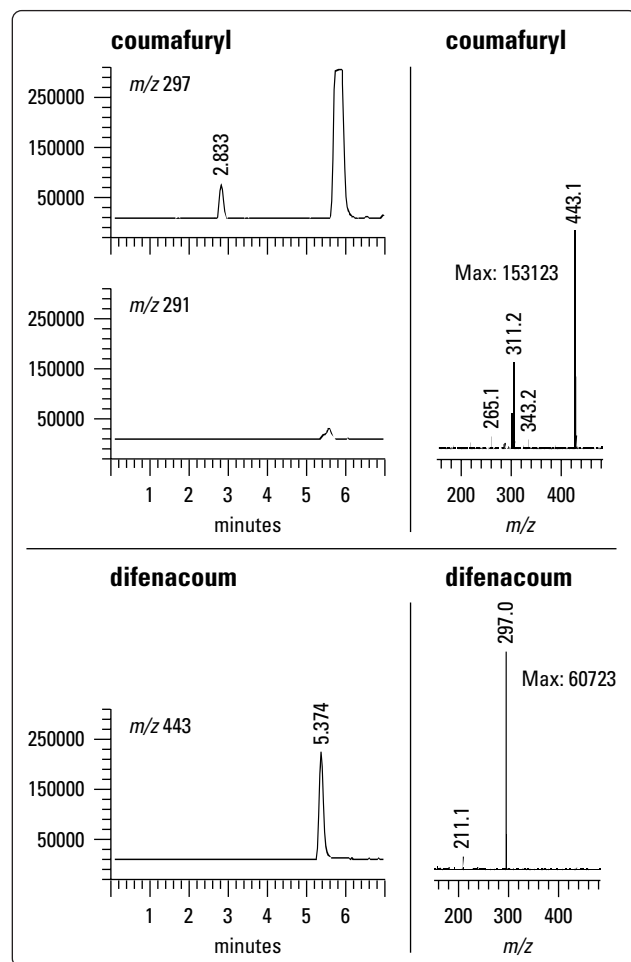 coumafuryl
m/z 297
250000
150000
50000
2.833
m/z 291
250000
150000
50000
1 2 3 4 5 6
minutes
coumafuryl
443.1
Max: 153123
311.2
265.1
343.2
200 300 400
m/z
difenacoum
m/z 443
250000
150000
50000
5.374
1 2 3 4 5 6
minutes
difenacoum
297.0
Max: 60723
211.1
200 300 400
m/z